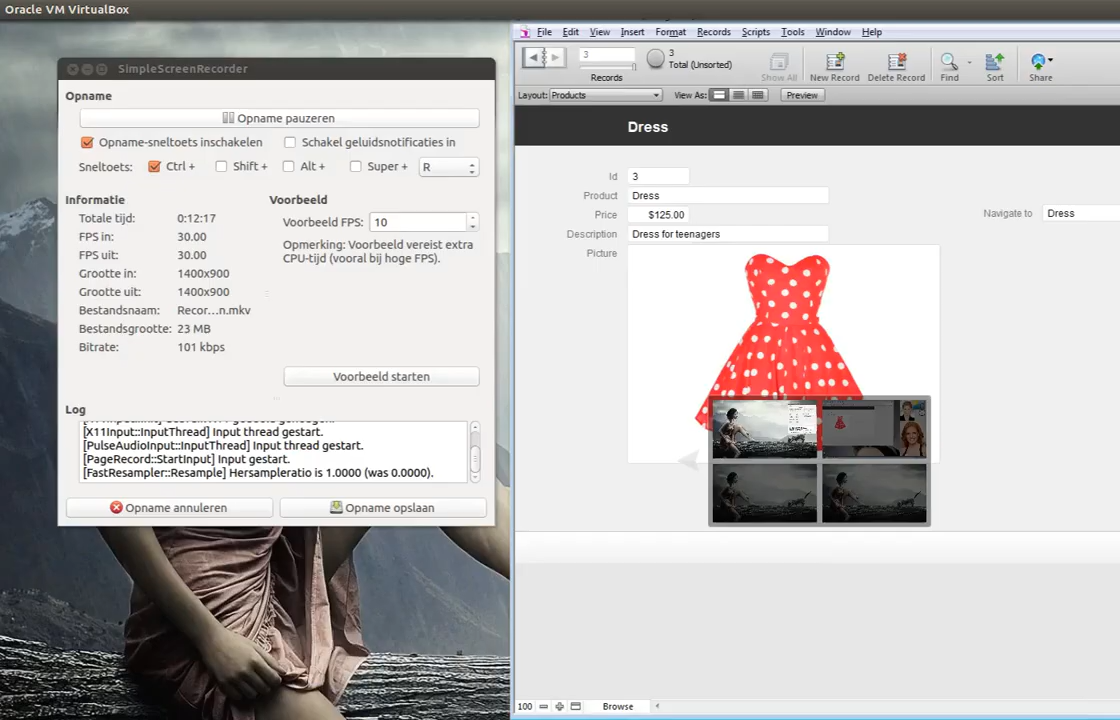 Oracle VM VirtualBox
SimpleScreenRecorder
Opname
Opname pauzeren
Opname-sneltoets inschakelen
Schakel geluidsnotificaties in
Sneltoets:
Ctrl +
Shift +
Alt +
Super +
R
Informatie
Totale tijd: 0:12:17
FPS in: 30.00
FPS uit: 30.00
Grootte in: 1400x900
Grootte uit: 1400x900
Bestandsnaam: Recor...n.mkv
Bestandsgrootte: 23 MB
Bitrate: 101 kbps
Voorbeeld
Voorbeeld FPS: 10
Opmerking: Voorbeeld vereist extra
CPU-tijd (vooral bij hoge FPS).
Voorbeeld starten
Log
[X11Input::InputThread] Input thread gestart.
[PulseAudioInput::InputThread] Input thread gestart.
[PageRecord::StartInput] Input gestart.
[FastResampler::Resample] Hersampleratio is 1.0000 (was 0.0000).
Opname annuleren
Opname opslaan
File Edit View Insert Format Records Scripts Tools Window Help
3
Records
3
Total (Unsorted)
Show All
New Record
Delete Record
Find
Sort
Share
Layout: Products
View As:
Preview
Dress
Id 3
Product Dress
Price $125.00
Description Dress for teenagers
Picture
Navigate to Dress
100
Browse